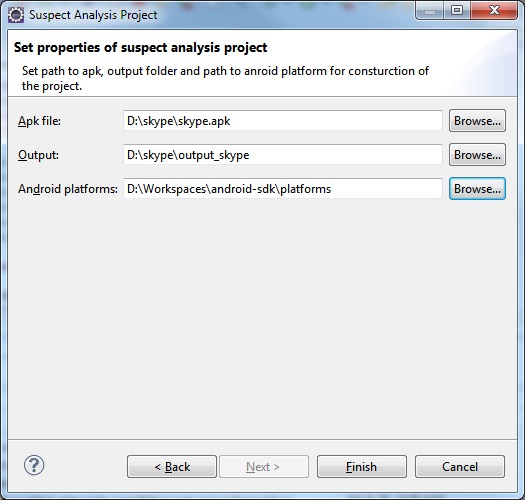 Suspect Analysis Project
Set properties of suspect analysis project
Set path to apk, output folder and path to anroid platform for consturction of
the project.
Apk file: D:\skype\skype.apk Browse...
Output: D:\skype\output_skype Browse...
Android platforms: D:\Workspaces\android-sdk\platforms Browse...
? < Back Next > Finish Cancel